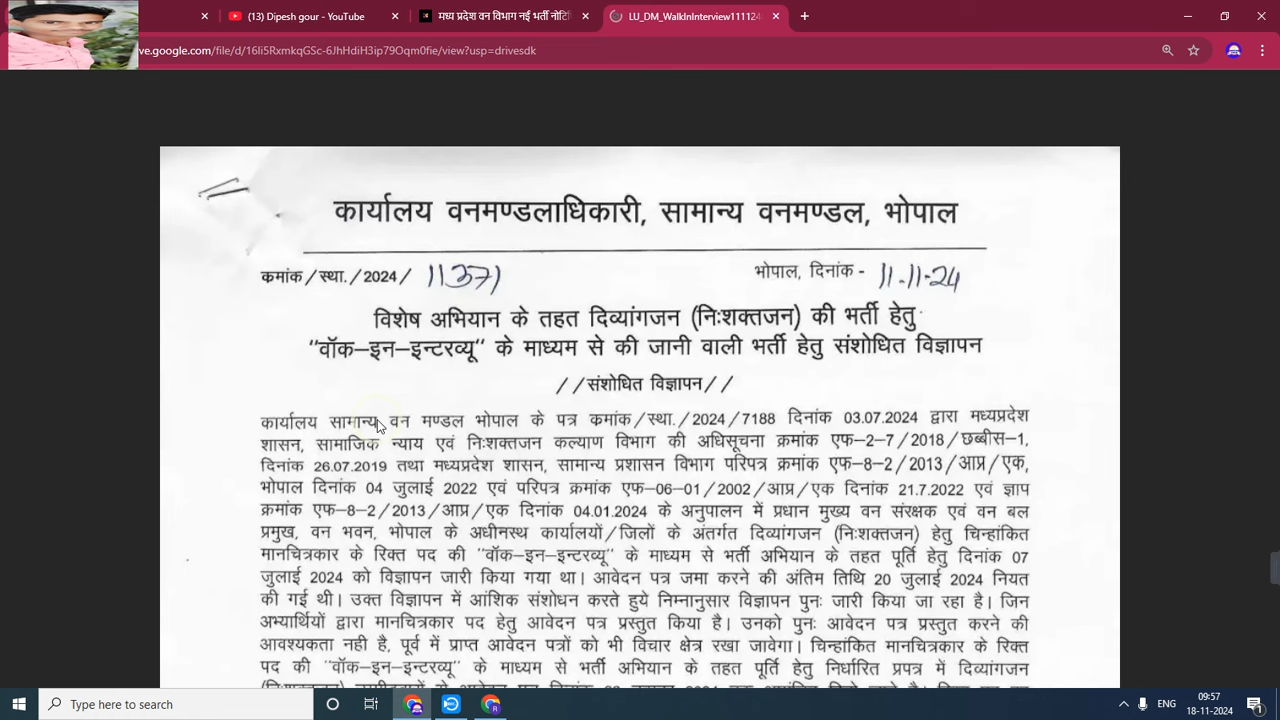 (13) Dipesh gour - YouTube
मध्य प्रदेश वन विभाग नई भर्ती नोटि
LU_DM_WalkInInterview111124
ve.google.com/file/d/16Ii5RxmkqGSc-6JhHdiH3ip79Oqm0fie/view?usp=drivesdk
कार्यालय वनमण्डलाधिकारी, सामान्य वनमण्डल, भोपाल
कमांक/स्था./2024/ 11371
भोपाल, दिनांक - 11-11-24
विशेष अभियान के तहत दिव्यांगजन (निःशक्तजन) की भर्ती हेतु
"वॉक–इन–इन्टरव्यू" के माध्यम से की जानी वाली भर्ती हेतु संशोधित विज्ञापन
//संशोधित विज्ञापन//
कार्यालय सामान्य वन मण्डल भोपाल के पत्र कमांक/स्था./2024/7188 दिनांक 03.07.2024 द्वारा मध्यप्रदेश
शासन, सामाजिक न्याय एवं निःशक्तजन कल्याण विभाग की अधिसूचना क्रमांक एफ–2–7/2018/छब्बीस–1,
दिनांक 26.07.2019 तथा मध्यप्रदेश शासन, सामान्य प्रशासन विभाग परिपत्र क्रमांक एफ–8–2/2013/आप्र/एक,
भोपाल दिनांक 04 जुलाई 2022 एवं परिपत्र क्रमांक एफ–06–01/2002/आप्र/एक दिनांक 21.7.2022 एवं ज्ञाप
क्रमांक एफ–8–2/2013/आप्र/एक दिनांक 04.01.2024 के अनुपालन में प्रधान मुख्य वन संरक्षक एवं वन बल
प्रमुख, वन भवन, भोपाल के अधीनस्थ कार्यालयों/जिलों के अंतर्गत दिव्यांगजन (निःशक्तजन) हेतु चिन्हांकित
मानचित्रकार के रिक्त पद की "वॉक–इन–इन्टरव्यू" के माध्यम से भर्ती अभियान के तहत पूर्ति हेतु दिनांक 07
जुलाई 2024 को विज्ञापन जारी किया गया था। आवेदन पत्र जमा करने की अंतिम तिथि 20 जुलाई 2024 नियत
की गई थी। उक्त विज्ञापन में आंशिक संशोधन करते हुये निम्नानुसार विज्ञापन पुनः जारी किया जा रहा है। जिन
अभ्यार्थियों द्वारा मानचित्रकार पद हेतु आवेदन पत्र प्रस्तुत किया है। उनको पुनः आवेदन पत्र प्रस्तुत करने की
आवश्यकता नही है, पूर्व में प्राप्त आवेदन पत्रों को भी विचार क्षेत्र रखा जावेगा। चिन्हांकित मानचित्रकार के रिक्त
पद की "वॉक–इन–इन्टरव्यू" के माध्यम से भर्ती अभियान के तहत पूर्ति हेतु निर्धारित प्रपत्र में दिव्यांगजन
Type here to search
ENG
09:57
18-11-2024